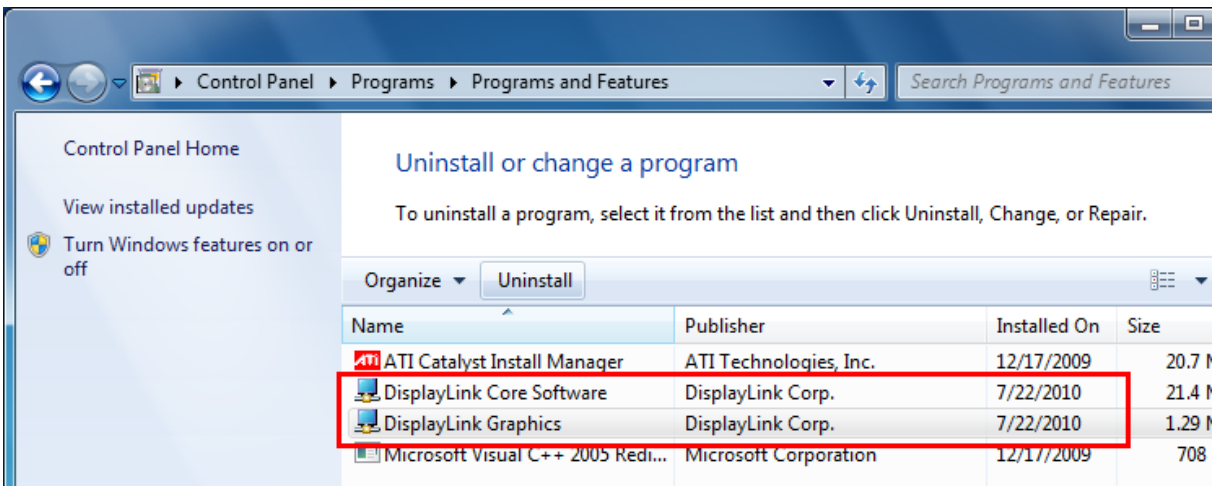 Control Panel ▸ Programs ▸ Programs and Features
Search Programs and Features
Control Panel Home
View installed updates
Turn Windows features on or
off
Uninstall or change a program
To uninstall a program, select it from the list and then click Uninstall, Change, or Repair.
Organize Uninstall
Name Publisher Installed On Size
ATI ATI Catalyst Install Manager ATI Technologies, Inc. 12/17/2009 20.7
DisplayLink Core Software DisplayLink Corp. 7/22/2010 21.4
DisplayLink Graphics DisplayLink Corp. 7/22/2010 1.29
Microsoft Visual C++ 2005 Redi... Microsoft Corporation 12/17/2009 708